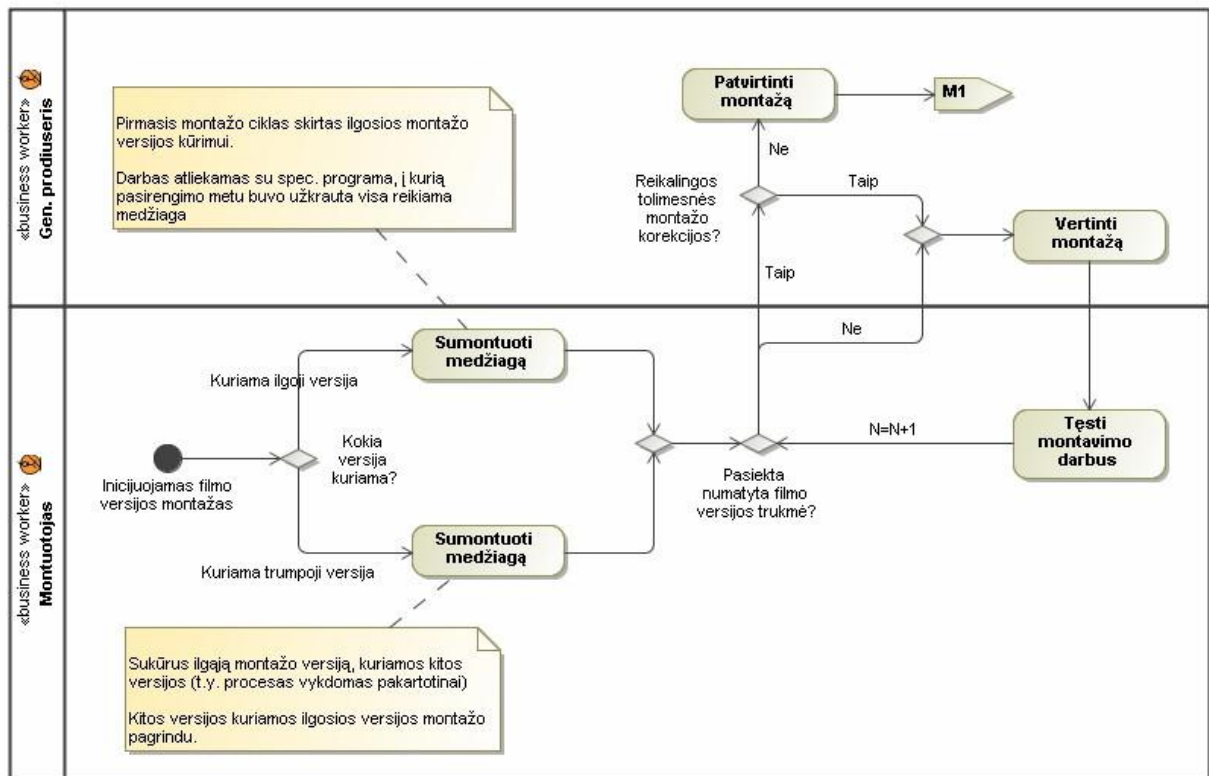 «business worker»
Gen. prodiuseris
Pirmasis montažo ciklas skirtas ilgosios montažo
versijos kūrimui.
Darbas atliekamas su spec. programa, į kurią
pasirengimo metu buvo užkrauta visa reikiama
medžiaga
Patvirtinti
montažą
M1
Ne
Reikalingos
tolimesnės
montažo
korekcijos?
Taip
Vertinti
montažą
Taip
«business worker»
Montuotojas
Ne
Sumontuoti
medžiagą
Kuriama ilgoji versija
Kokia
versija
kuriama?
Inicijuojamas filmo
versijos montažas
N=N+1
Tęsti
montavimo
darbus
Pasiekta
numatyta filmo
versijos trukmė?
Sumontuoti
medžiagą
Kuriama trumpoji versija
Sukūrus ilgąją montažo versiją, kuriamos kitos
versijos (t.y. procesas vykdomas pakartotinai)
Kitos versijos kuriamos ilgosios versijos montažo
pagrindu.